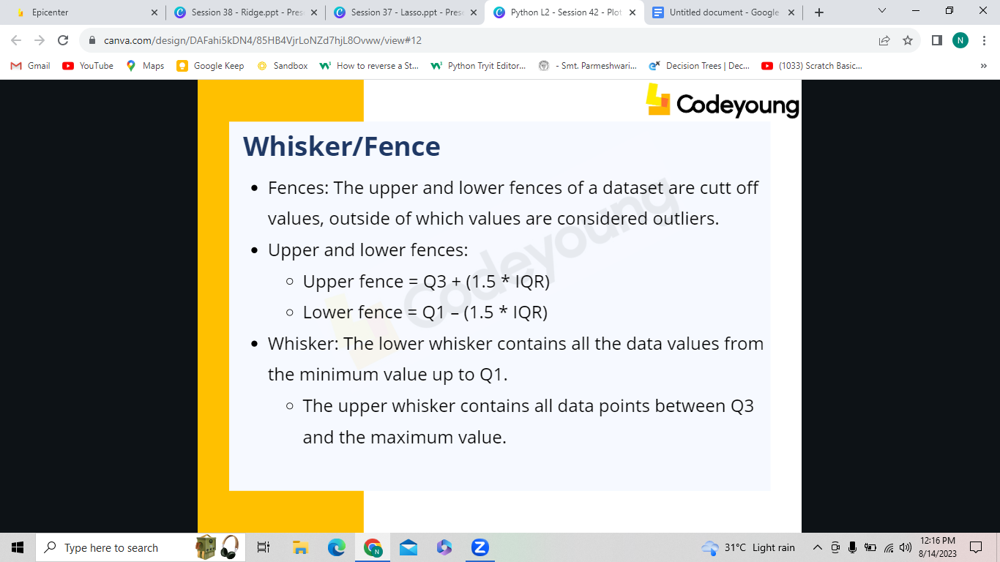 Epicenter
Session 38 - Ridge.ppt - Pres
Session 37 - Lasso.ppt - Prese
Python L2 - Session 42 - Plot
Untitled document - Google
canva.com/design/DAFahi5kDN4/85HB4VjrLoNZd7hjL8Ovww/view#12
N
Gmail
YouTube
Maps
Google Keep
Sandbox
How to reverse a St...
Python Tryit Editor...
- Smt. Parmeshwari...
Decision Trees | Dec...
(1033) Scratch Basic...
»
Codeyoung
Whisker/Fence
• Fences: The upper and lower fences of a dataset are cutt off
values, outside of which values are considered outliers.
• Upper and lower fences:
○ Upper fence = Q3 + (1.5 * IQR)
○ Lower fence = Q1 – (1.5 * IQR)
• Whisker: The lower whisker contains all the data values from
the minimum value up to Q1.
○ The upper whisker contains all data points between Q3
and the maximum value.
Codeyoung
Type here to search
31°C Light rain
12:16 PM
8/14/2023